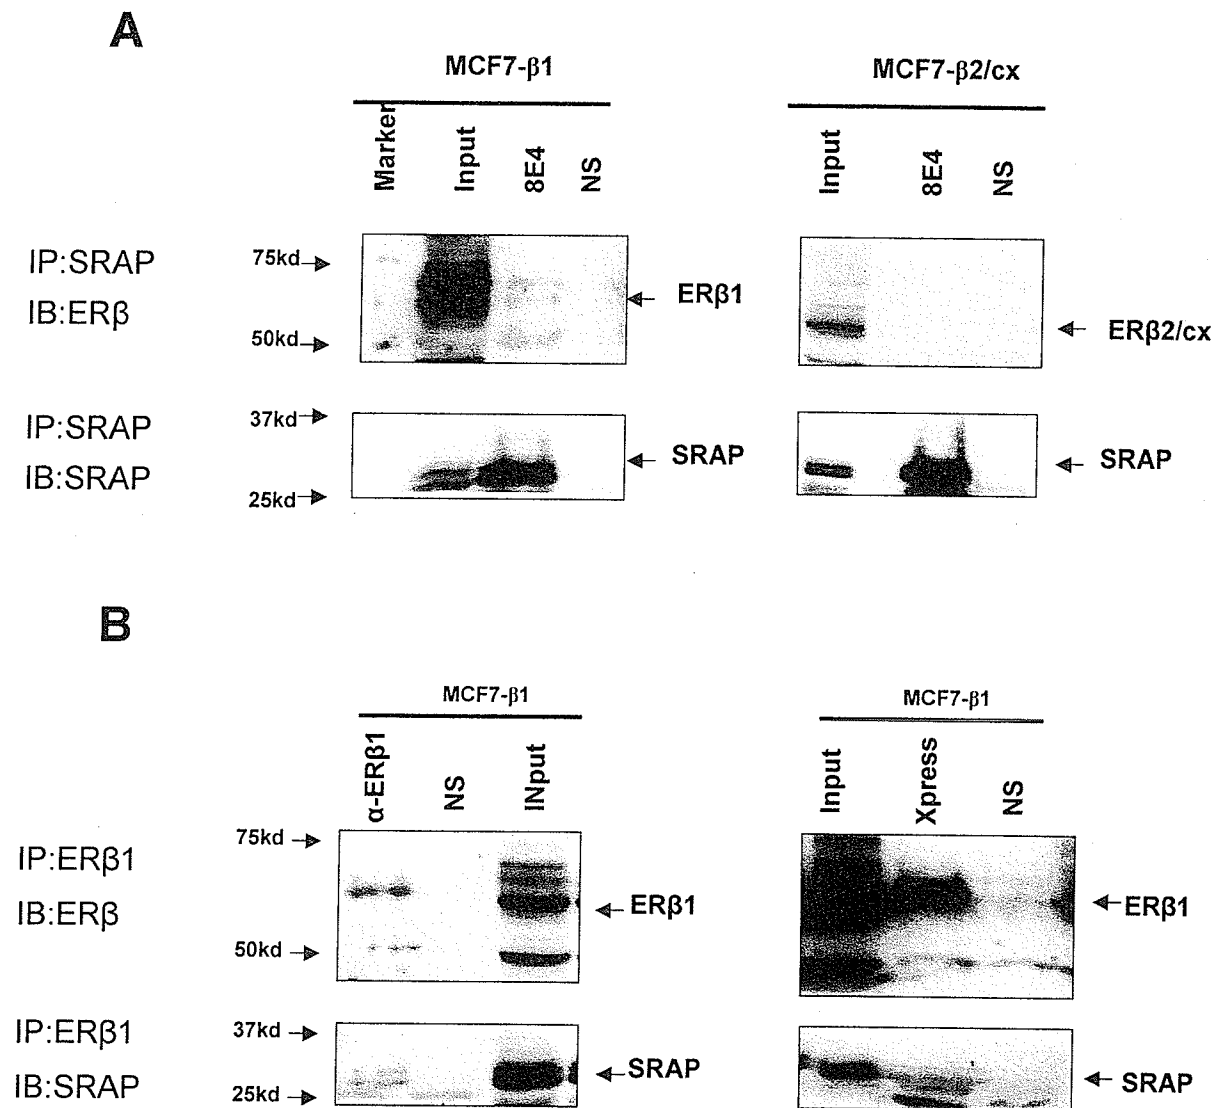 A
MCF7-β1
MCF7-β2/cx
Marker
Input
8E4
NS
Input
8E4
NS
IP:SRAP
IB:ERβ
75kd
50kd
ERβ1
ERβ2/cx
IP:SRAP
IB:SRAP
37kd
25kd
SRAP
SRAP
B
MCF7-β1
MCF7-β1
α-ERβ1
NS
INput
Input
Xpress
NS
IP:ERβ1
IB:ERβ
75kd
50kd
ERβ1
ERβ1
IP:ERβ1
IB:SRAP
37kd
25kd
SRAP
SRAP